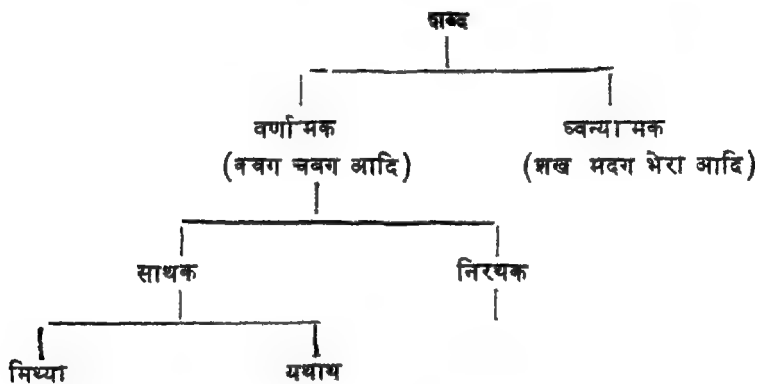 शब्द
वर्णा मक ध्वन्या मक
(कवग चवग आदि) (शख मदग भेरा आदि)
साथक निरथक
मिथ्या यथाथ